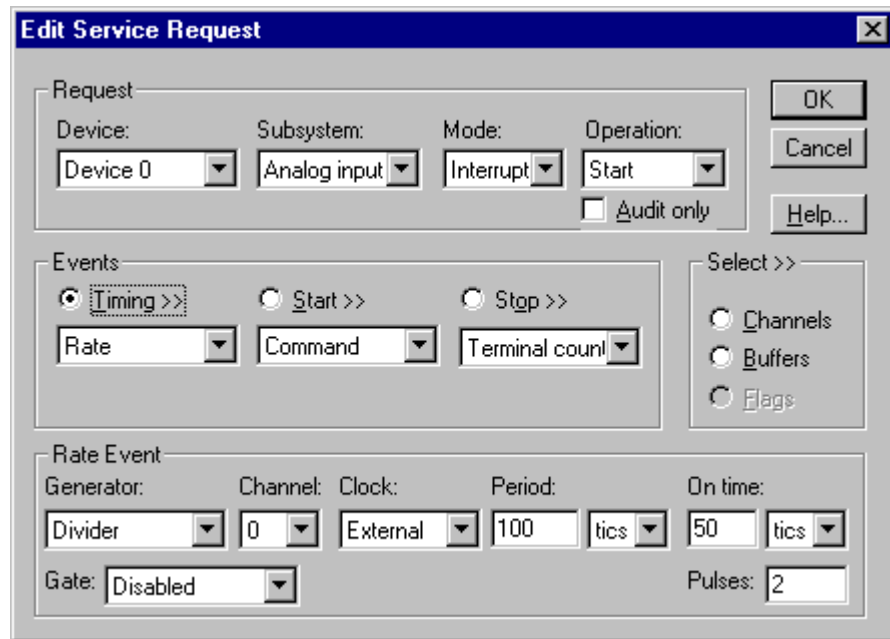 Edit Service Request
Request
OK
Device: Subsystem: Mode: Operation:
Device 0 Analog input Interrupt Start
Cancel
Audit only
Help...
Events
Select >>
Timing >> Start >> Stop >>
Channels
Rate Command Terminal count
Buffers
Flags
Rate Event
Generator: Channel: Clock: Period: On time:
Divider 0 External 100 tics 50 tics
Gate: Disabled Pulses: 2